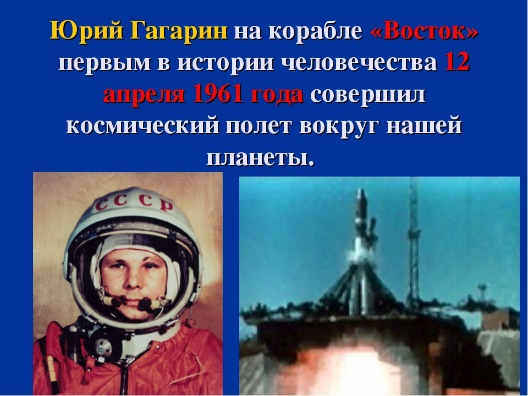 Юрий Гагарин на корабле «Восток»
первым в истории человечества 12
апреля 1961 года совершил
космический полет вокруг нашей
планеты.
СССР